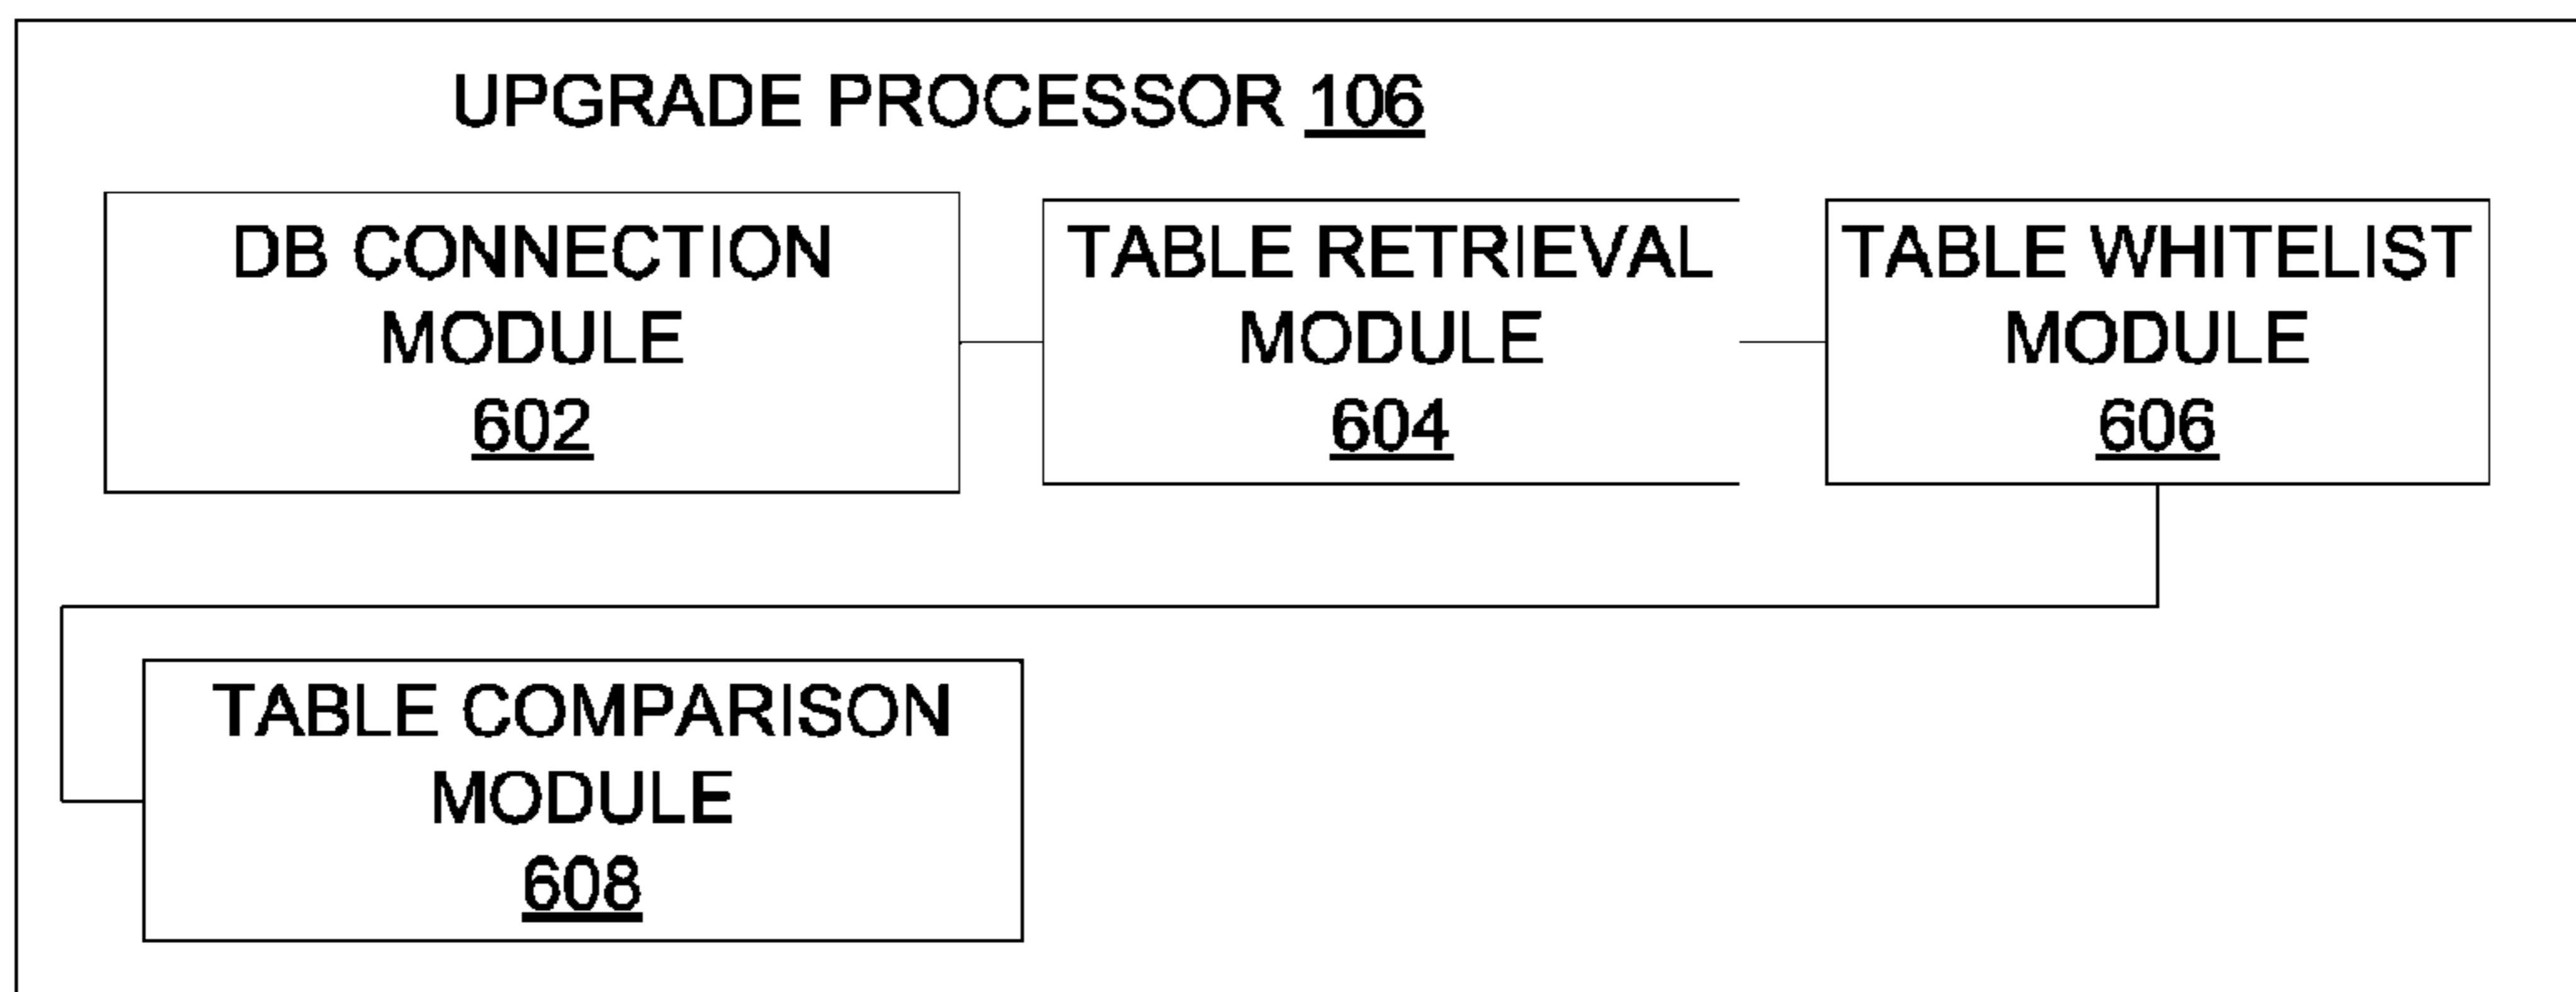 UPGRADE PROCESSOR 106
DB CONNECTION
MODULE
602
TABLE RETRIEVAL
MODULE
604
TABLE WHITELIST
MODULE
606
TABLE COMPARISON
MODULE
608